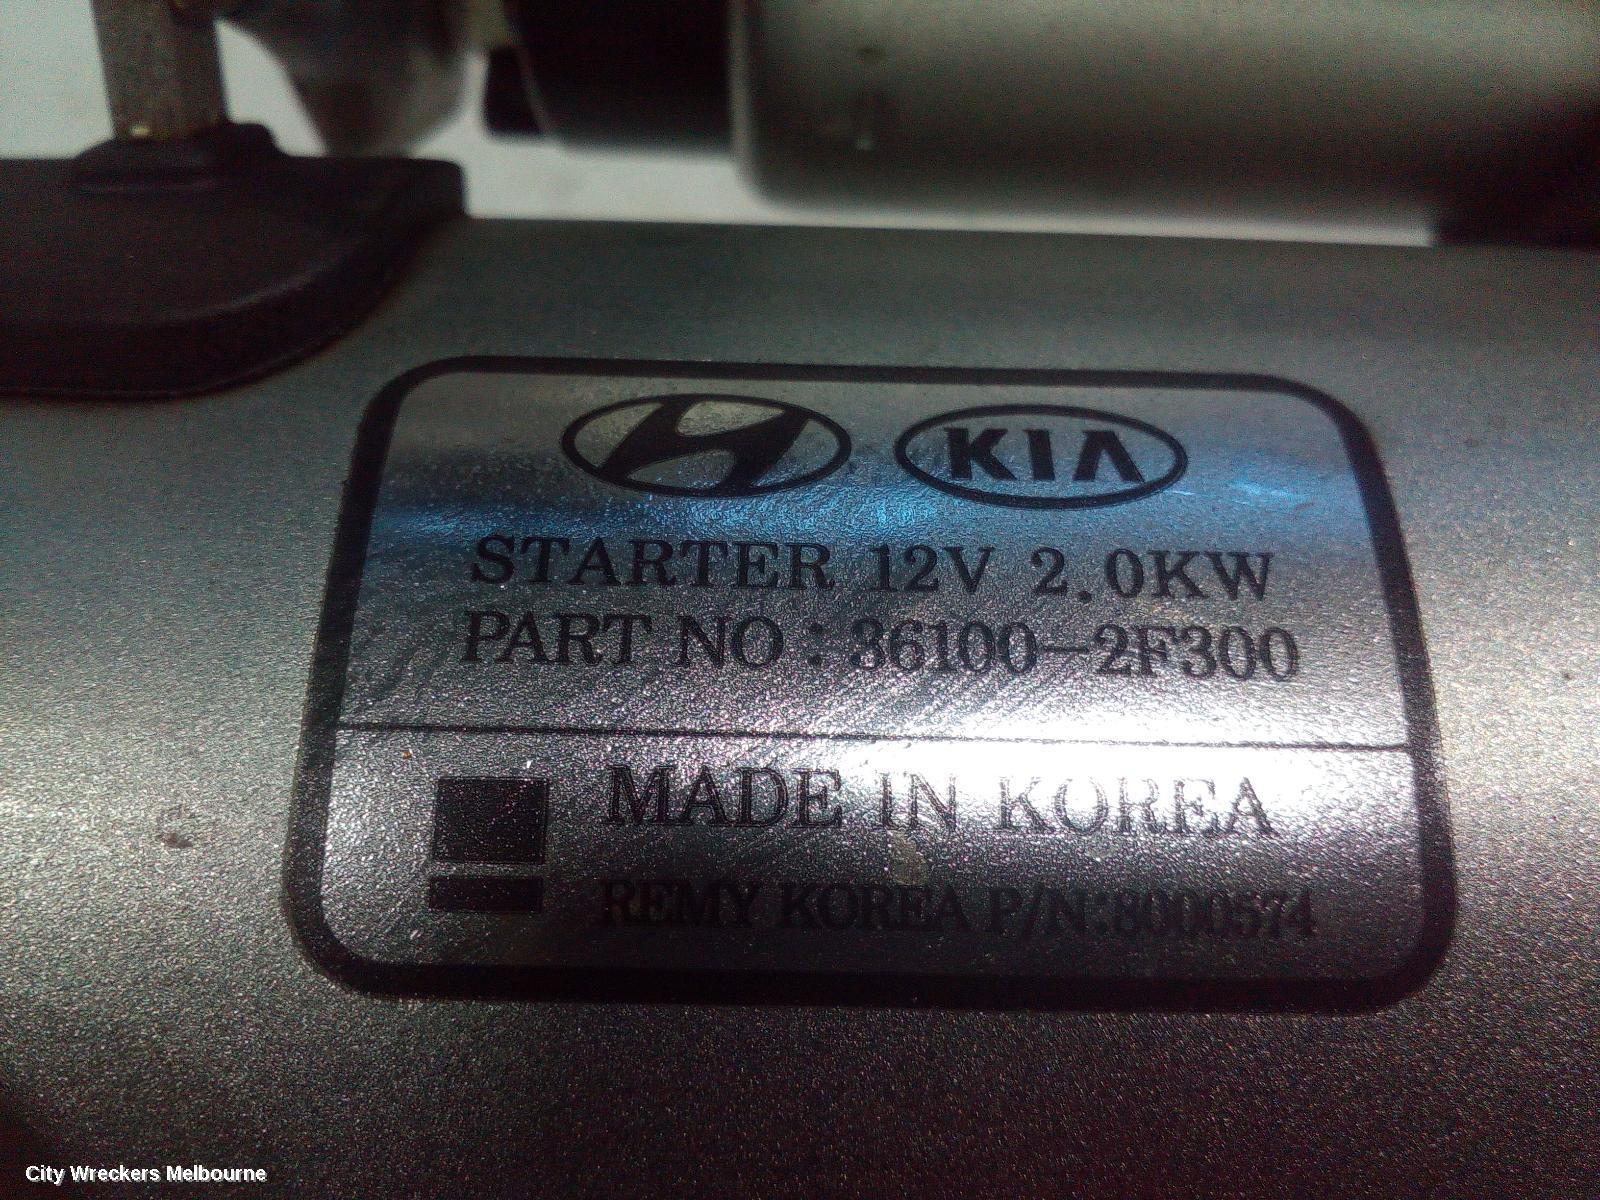 KIA
STARTER 12V 2.0KW
PART NO : 36100-2F300
MADE IN KOREA
REMY KOREA P/N:8000574
City Wreckers Melbourne